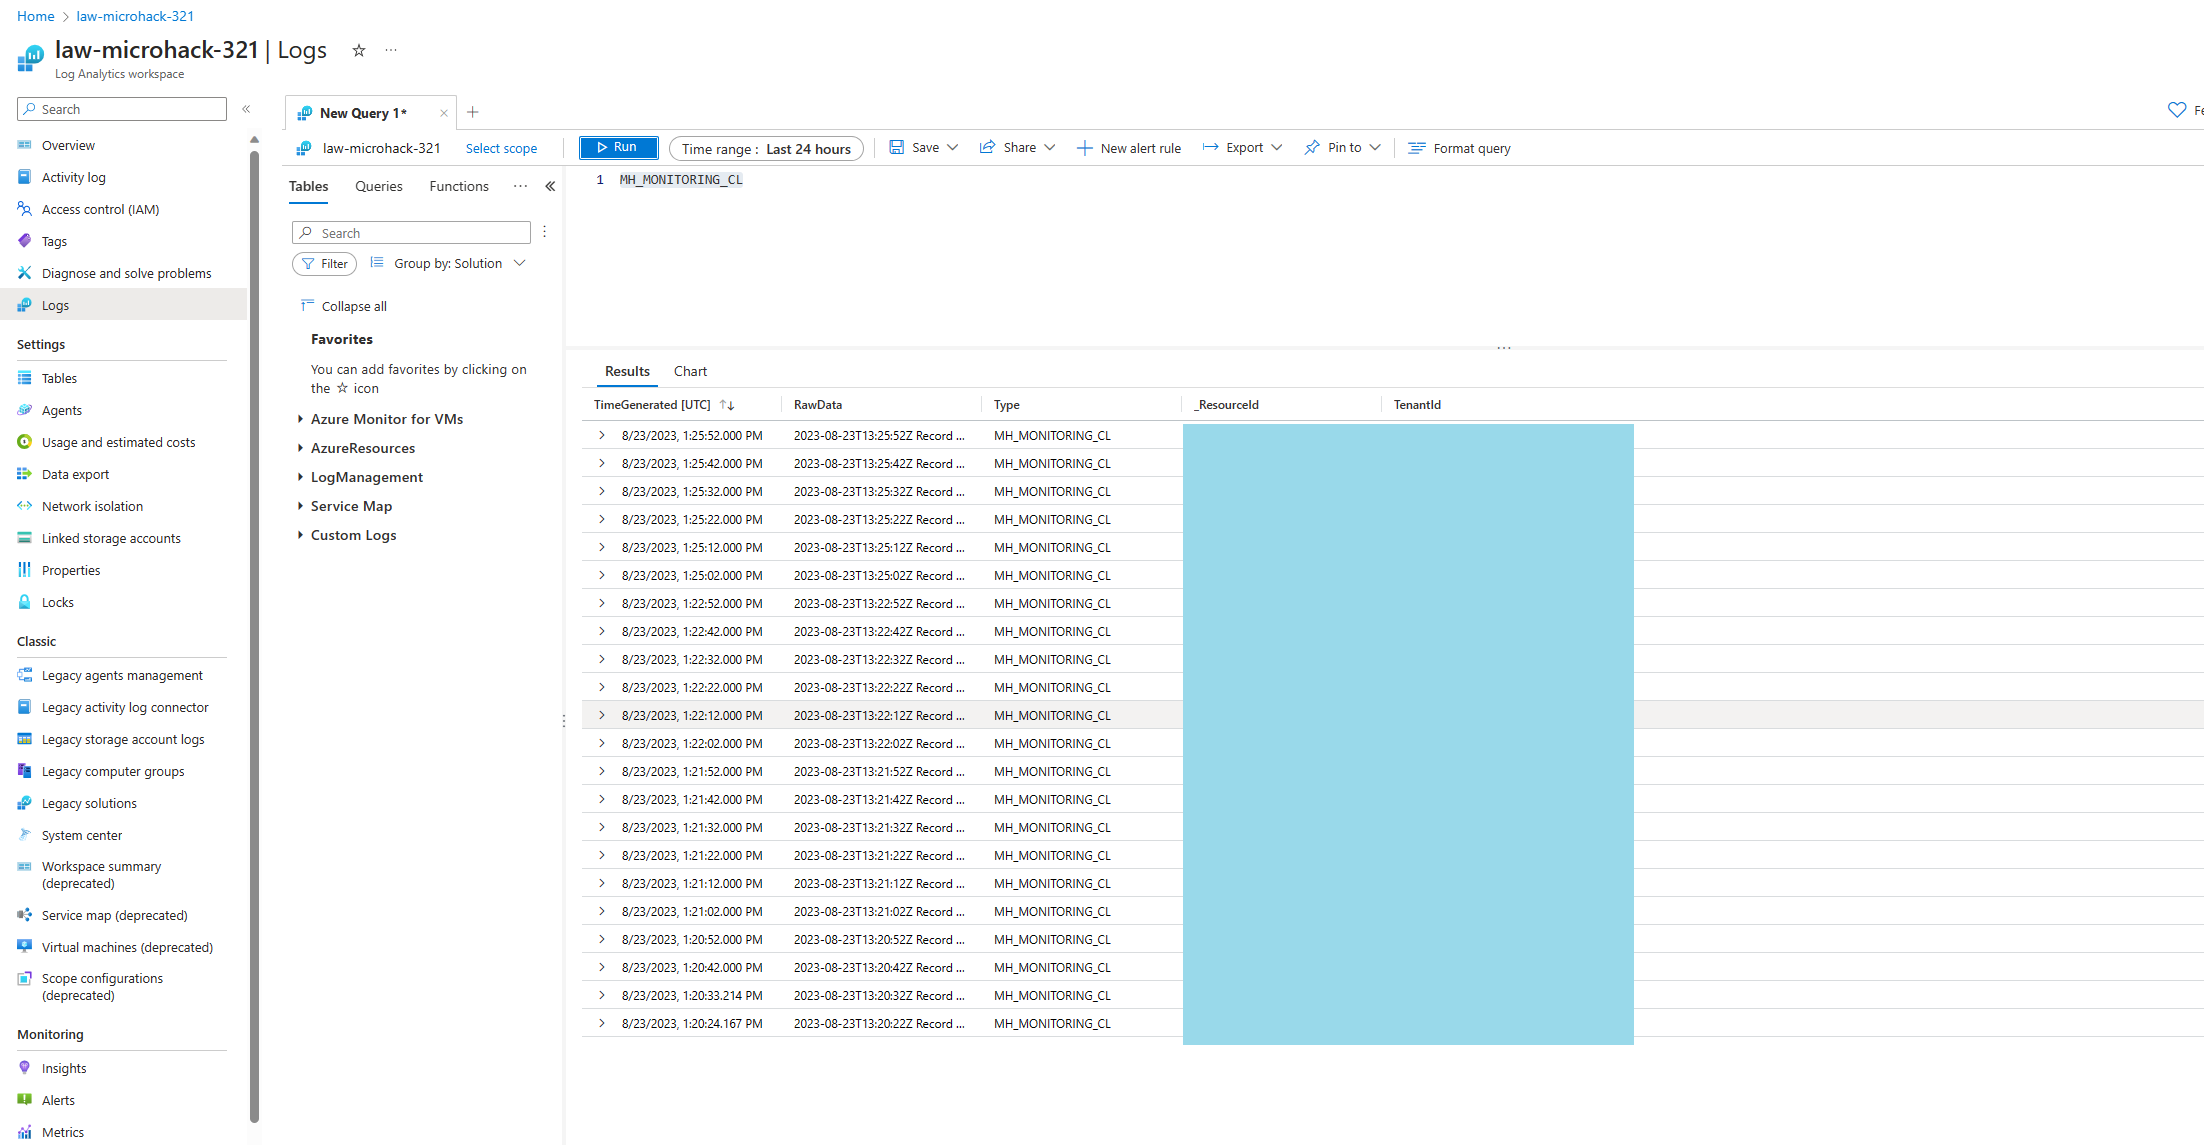 Home > law-microhack-321
law-microhack-321 | Logs
Log Analytics workspace
Search
Overview
Activity log
Access control (IAM)
Tags
Diagnose and solve problems
Logs
Settings
Tables
Agents
Usage and estimated costs
Data export
Network isolation
Linked storage accounts
Properties
Locks
Classic
Legacy agents management
Legacy activity log connector
Legacy storage account logs
Legacy computer groups
Legacy solutions
System center
Workspace summary
(deprecated)
Service map (deprecated)
Virtual machines (deprecated)
Scope configurations
(deprecated)
Monitoring
Insights
Alerts
Metrics
New Query 1*
law-microhack-321 Select scope Run Time range : Last 24 hours Save Share New alert rule Export Pin to Format query
Tables Queries Functions
Search
Filter Group by: Solution
Collapse all
Favorites
You can add favorites by clicking on
the ☆ icon
Azure Monitor for VMs
AzureResources
LogManagement
Service Map
Custom Logs
1 MH_MONITORING_CL
Results Chart
TimeGenerated [UTC] RawData Type _ResourceId TenantId
8/23/2023, 1:25:52.000 PM 2023-08-23T13:25:52Z Record ... MH_MONITORING_CL
8/23/2023, 1:25:42.000 PM 2023-08-23T13:25:42Z Record ... MH_MONITORING_CL
8/23/2023, 1:25:32.000 PM 2023-08-23T13:25:32Z Record ... MH_MONITORING_CL
8/23/2023, 1:25:22.000 PM 2023-08-23T13:25:22Z Record ... MH_MONITORING_CL
8/23/2023, 1:25:12.000 PM 2023-08-23T13:25:12Z Record ... MH_MONITORING_CL
8/23/2023, 1:25:02.000 PM 2023-08-23T13:25:02Z Record ... MH_MONITORING_CL
8/23/2023, 1:22:52.000 PM 2023-08-23T13:22:52Z Record ... MH_MONITORING_CL
8/23/2023, 1:22:42.000 PM 2023-08-23T13:22:42Z Record ... MH_MONITORING_CL
8/23/2023, 1:22:32.000 PM 2023-08-23T13:22:32Z Record ... MH_MONITORING_CL
8/23/2023, 1:22:22.000 PM 2023-08-23T13:22:22Z Record ... MH_MONITORING_CL
8/23/2023, 1:22:12.000 PM 2023-08-23T13:22:12Z Record ... MH_MONITORING_CL
8/23/2023, 1:22:02.000 PM 2023-08-23T13:22:02Z Record ... MH_MONITORING_CL
8/23/2023, 1:21:52.000 PM 2023-08-23T13:21:52Z Record ... MH_MONITORING_CL
8/23/2023, 1:21:42.000 PM 2023-08-23T13:21:42Z Record ... MH_MONITORING_CL
8/23/2023, 1:21:32.000 PM 2023-08-23T13:21:32Z Record ... MH_MONITORING_CL
8/23/2023, 1:21:22.000 PM 2023-08-23T13:21:22Z Record ... MH_MONITORING_CL
8/23/2023, 1:21:12.000 PM 2023-08-23T13:21:12Z Record ... MH_MONITORING_CL
8/23/2023, 1:21:02.000 PM 2023-08-23T13:21:02Z Record ... MH_MONITORING_CL
8/23/2023, 1:20:52.000 PM 2023-08-23T13:20:52Z Record ... MH_MONITORING_CL
8/23/2023, 1:20:42.000 PM 2023-08-23T13:20:42Z Record ... MH_MONITORING_CL
8/23/2023, 1:20:33.214 PM 2023-08-23T13:20:32Z Record ... MH_MONITORING_CL
8/23/2023, 1:20:24.167 PM 2023-08-23T13:20:22Z Record ... MH_MONITORING_CL